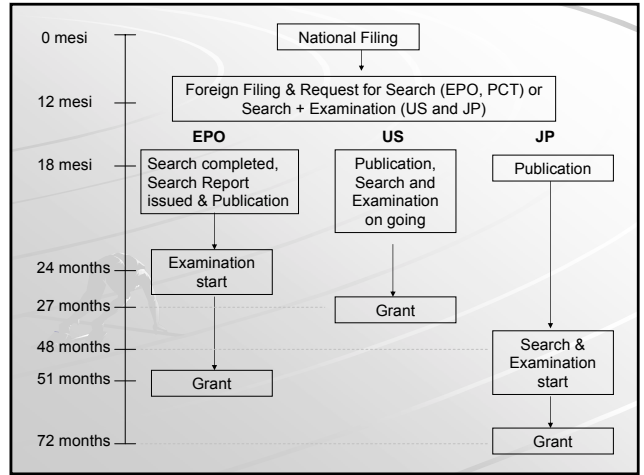 0 mesi
National Filing
12 mesi
Foreign Filing & Request for Search (EPO, PCT) or
Search + Examination (US and JP)
EPO
US
JP
18 mesi
Search completed,
Search Report
issued & Publication
Publication,
Search and
Examination
on going
Publication
24 months
Examination
start
27 months
Grant
48 months
Search &
Examination
start
51 months
Grant
72 months
Grant